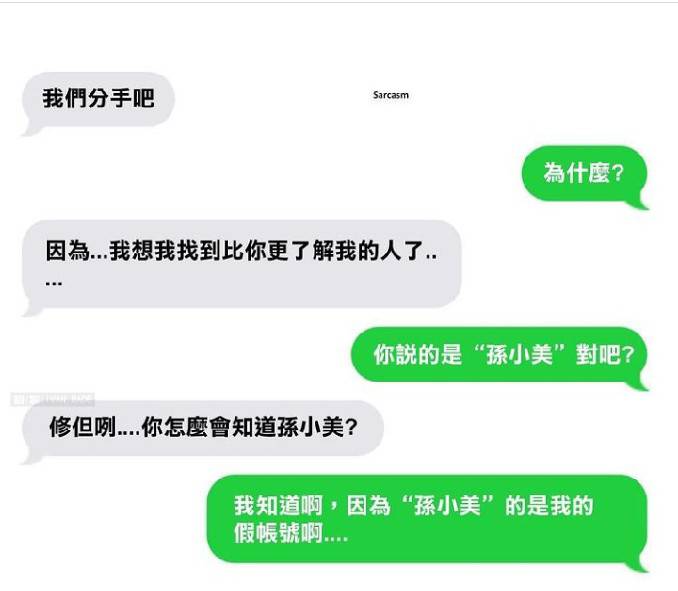 我們分手吧
Sarcasm
為什麼?
因為...我想我找到比你更了解我的人了..
...
你説的是“孫小美”對吧?
修但咧....你怎麼會知道孫小美?
我知道啊，因為“孫小美”的是我的
假帳號啊....